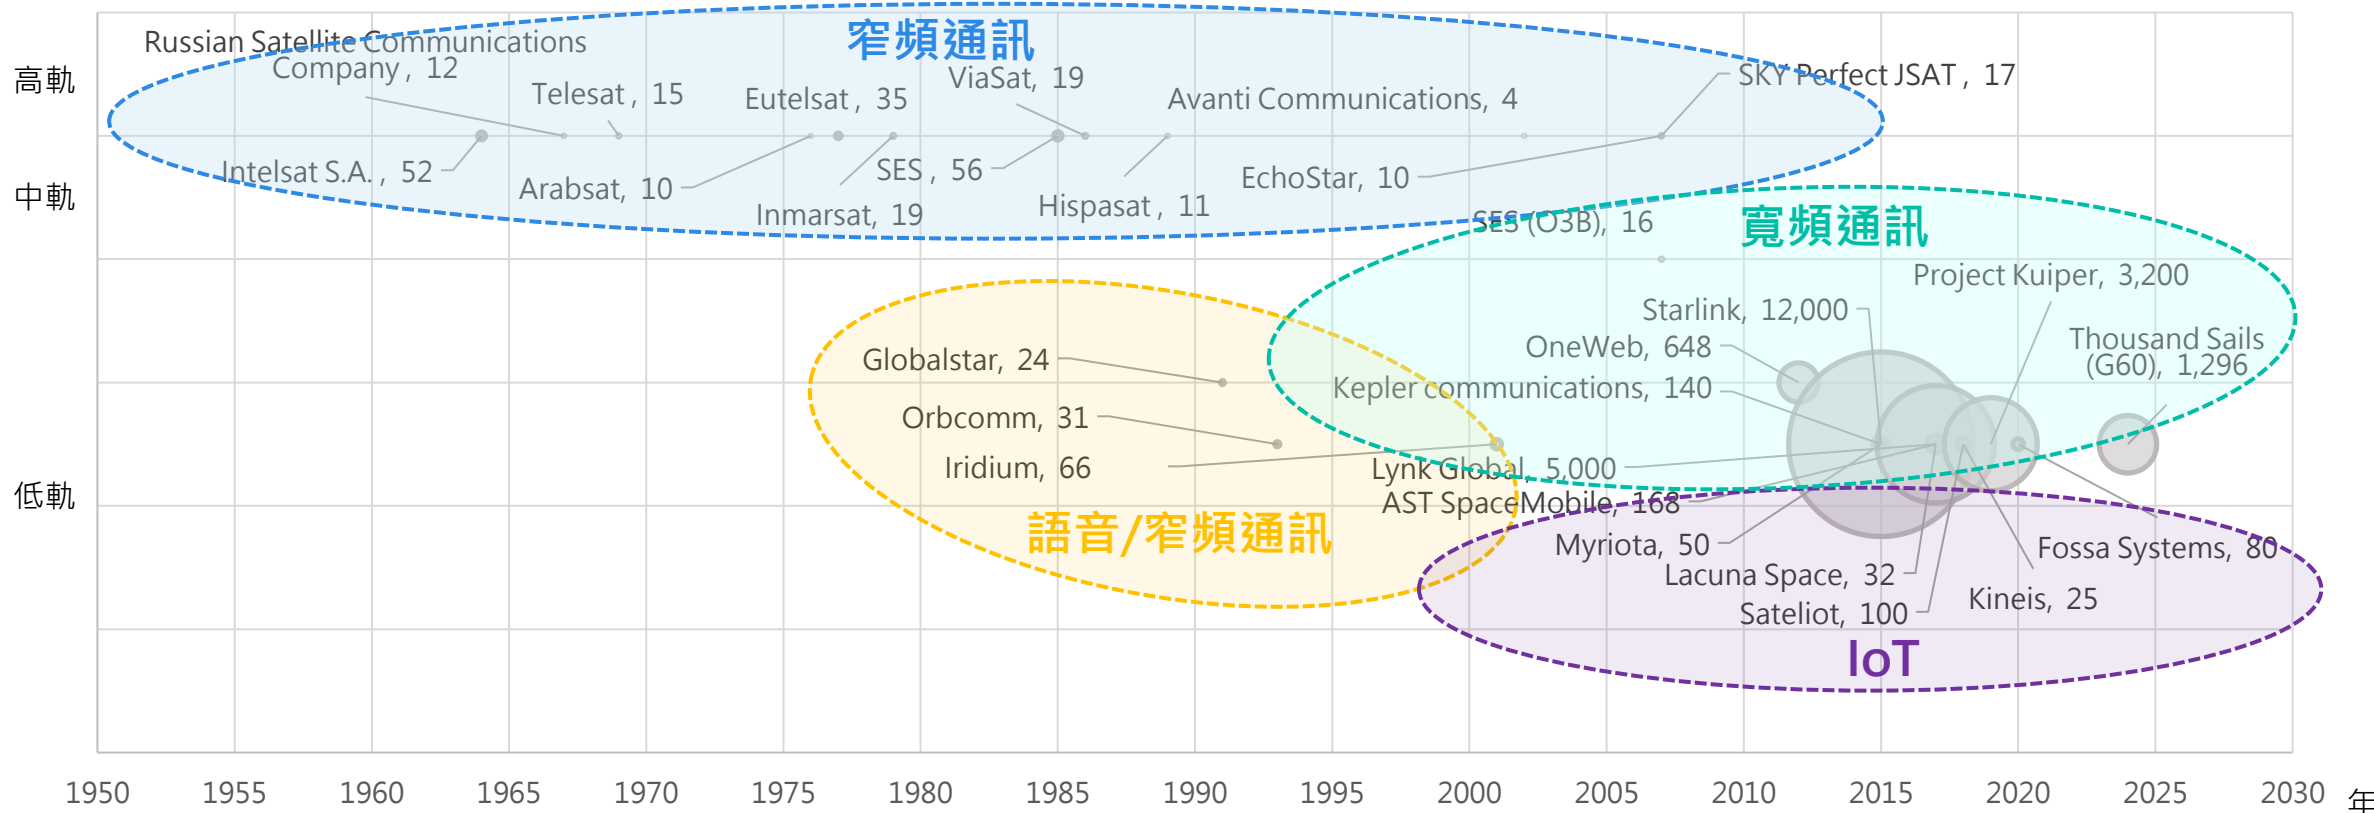 窄頻通訊
Russian Satellite Communications
Company , 12
高軌
Telesat , 15
Eutelsat , 35
ViaSat, 19
Avanti Communications, 4
SKY Perfect JSAT , 17
Intelsat S.A. , 52
Arabsat, 10
SES , 56
EchoStar, 10
中軌
Inmarsat, 19
Hispasat , 11
SES (O3B), 16
寬頻通訊
Project Kuiper, 3,200
Starlink, 12,000
OneWeb, 648
Thousand Sails
(G60), 1,296
Globalstar, 24
Kepler communications, 140
Orbcomm, 31
Iridium, 66
Lynk Global, 5,000
低軌
AST SpaceMobile, 168
語音/窄頻通訊
Myriota, 50
Fossa Systems, 80
Lacuna Space, 32
Kineis, 25
Sateliot, 100
IoT
1950 1955 1960 1965 1970 1975 1980 1985 1990 1995 2000 2005 2010 2015 2020 2025 2030 年